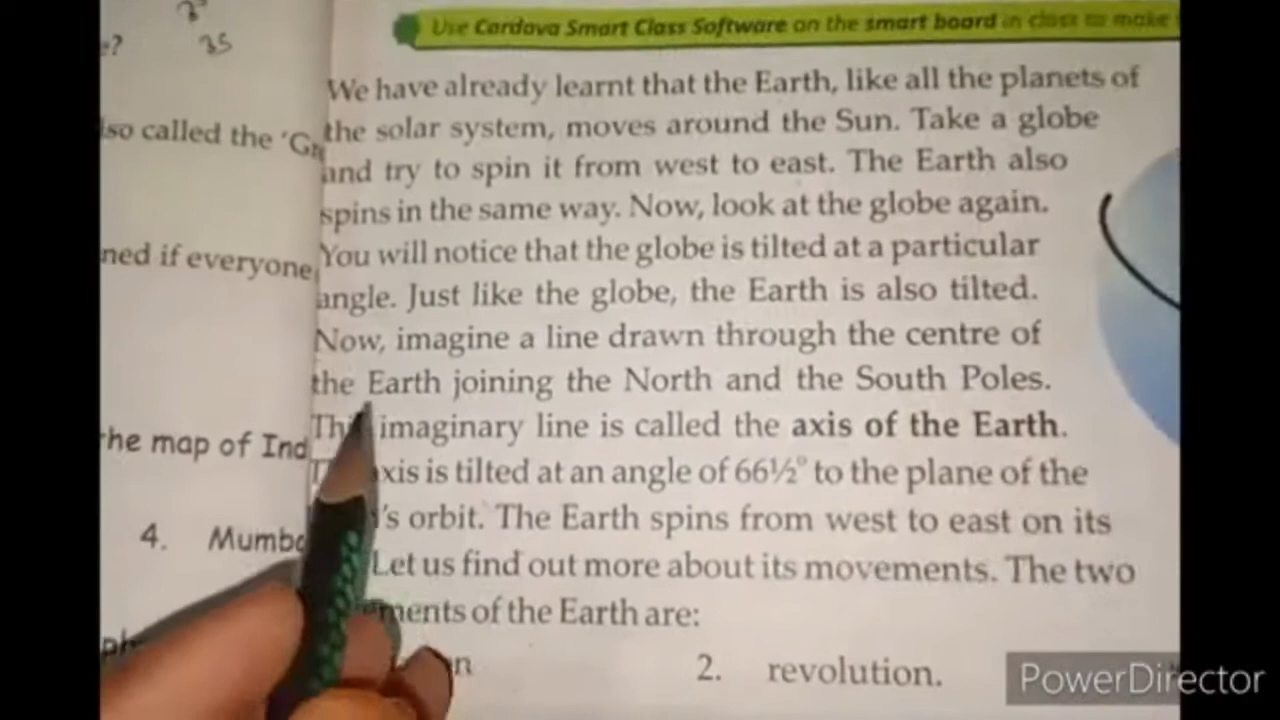 35
e?
Use Cordova Smart Class Software on the smart board in class to make
We have already learnt that the Earth, like all the planets of
so called the 'Gr
the solar system, moves around the Sun. Take a globe
and try to spin it from west to east. The Earth also
spins in the same way. Now, look at the globe again.
ned if everyone
You will notice that the globe is tilted at a particular
angle. Just like the globe, the Earth is also tilted.
Now, imagine a line drawn through the centre of
the Earth joining the North and the South Poles.
he map of Ind
imaginary line is called the axis of the Earth.
xis is tilted at an angle of 66½° to the plane of the
's orbit. The Earth spins from west to east on its
4. Mumb
Let us find out more about its movements. The two
ments of the Earth are:
n 2. revolution.
PowerDirector